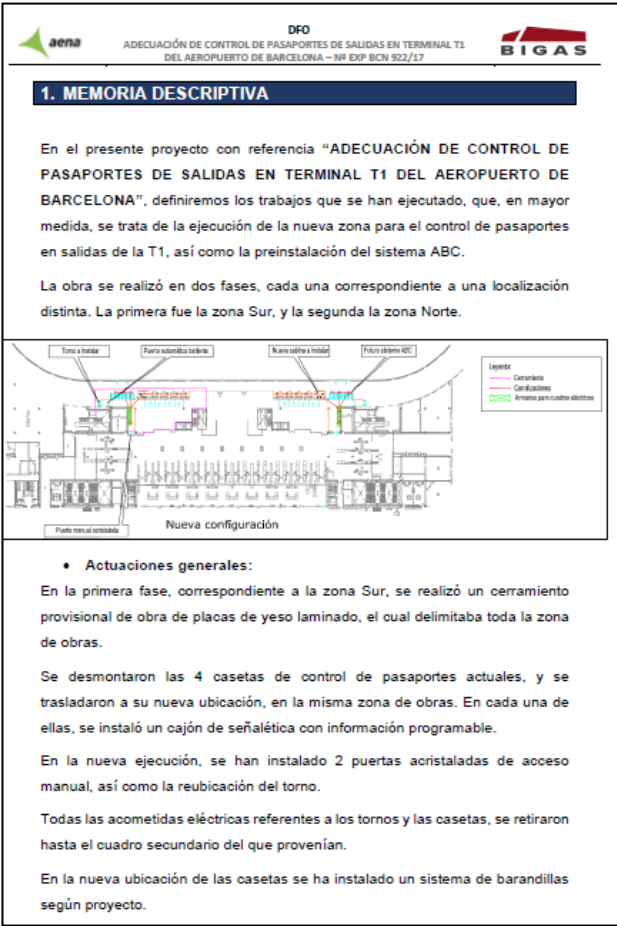 aena
DFO
ADECUACIÓN DE CONTROL DE PASAPORTES DE SALIDAS EN TERMINAL T1
DEL AEROPUERTO DE BARCELONA – Nº EXP BCN 922/17
BIGAS
1. MEMORIA DESCRIPTIVA
En el presente proyecto con referencia “ADECUACIÓN DE CONTROL DE
PASAPORTES DE SALIDAS EN TERMINAL T1 DEL AEROPUERTO DE
BARCELONA”, definiremos los trabajos que se han ejecutado, que, en mayor
medida, se trata de la ejecución de la nueva zona para el control de pasaportes
en salidas de la T1, así como la preinstalación del sistema ABC.
La obra se realizó en dos fases, cada una correspondiente a una localización
distinta. La primera fue la zona Sur, y la segunda la zona Norte.
Torno a instalar
Puerta automática batiente
Nueva cabina a instalar
Futuro sistema ABC
Leyenda:
Cerramiento
Canalizaciones
Armarios para cuadros eléctricos
Puerta manual acristalada
Nueva configuración
• Actuaciones generales:
En la primera fase, correspondiente a la zona Sur, se realizó un cerramiento
provisional de obra de placas de yeso laminado, el cual delimitaba toda la zona
de obras.
Se desmontaron las 4 casetas de control de pasaportes actuales, y se
trasladaron a su nueva ubicación, en la misma zona de obras. En cada una de
ellas, se instaló un cajón de señalética con información programable.
En la nueva ejecución, se han instalado 2 puertas acristaladas de acceso
manual, así como la reubicación del torno.
Todas las acometidas eléctricas referentes a los tornos y las casetas, se retiraron
hasta el cuadro secundario del que provenían.
En la nueva ubicación de las casetas se ha instalado un sistema de barandillas
según proyecto.